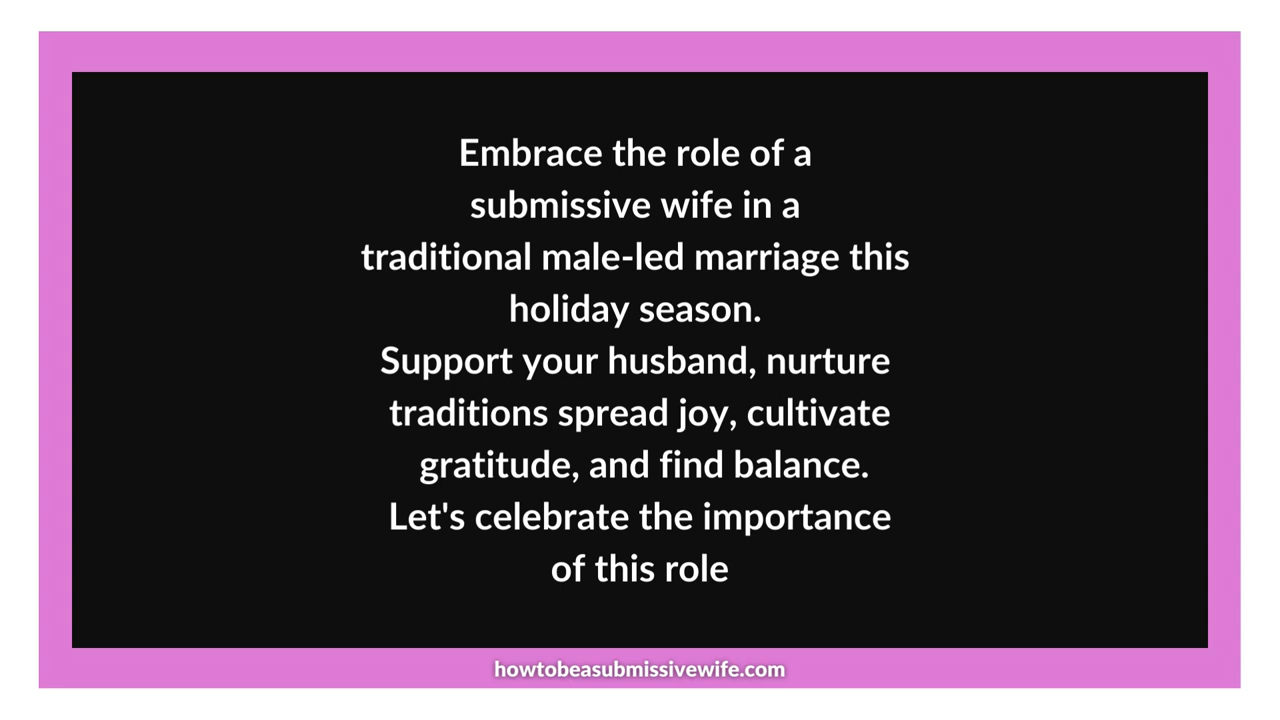 Embrace the role of a
submissive wife in a
traditional male-led marriage this
holiday season.
Support your husband, nurture
traditions spread joy, cultivate
gratitude, and find balance.
Let's celebrate the importance
of this role
howtobeasubmissivewife.com